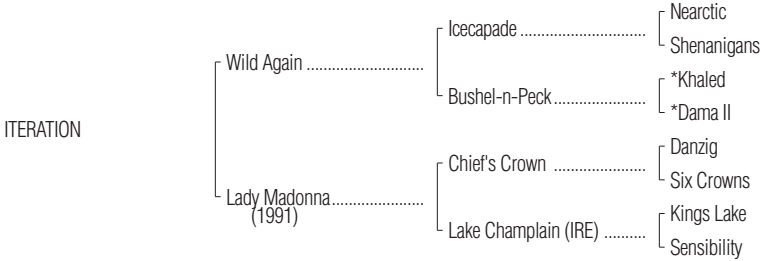 Nearctic
Icecapade ..............................
Shenanigans
Wild Again ............................
*Khaled
Bushel-n-Peck......................
*Dama II
ITERATION
Danzig
Chief's Crown ......................
Six Crowns
Lady Madonna......................
(1991)
Kings Lake
Lake Champlain (IRE) ..........
Sensibility